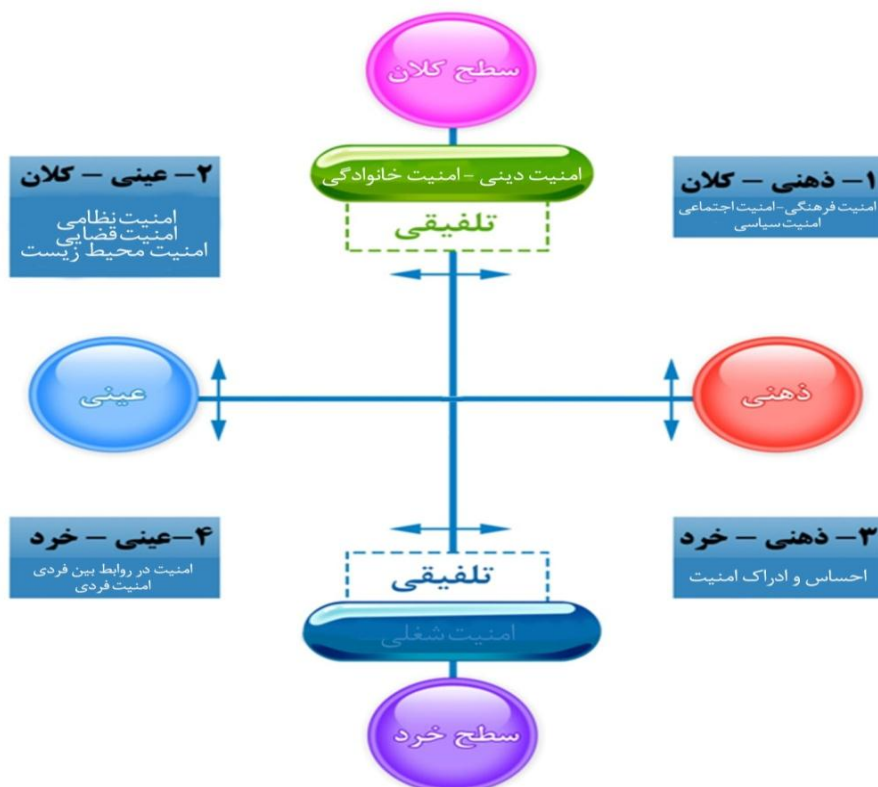 سطح کلان
امنیت دینی - امنیت خانوادگی
تلفیقی
۱- ذهنی - کلان
امنیت فرهنگی-امنیت اجتماعی
امنیت سیاسی
۲- عینی - کلان
امنیت نظامی
امنیت قضایی
امنیت محیط زیست
ذهنی
عینی
۳- ذهنی - خرد
احساس و ادراک امنیت
۴-عینی - خرد
امنیت در روابط بین فردی
امنیت فردی
تلفیقی
امنیت شغلی
سطح خرد